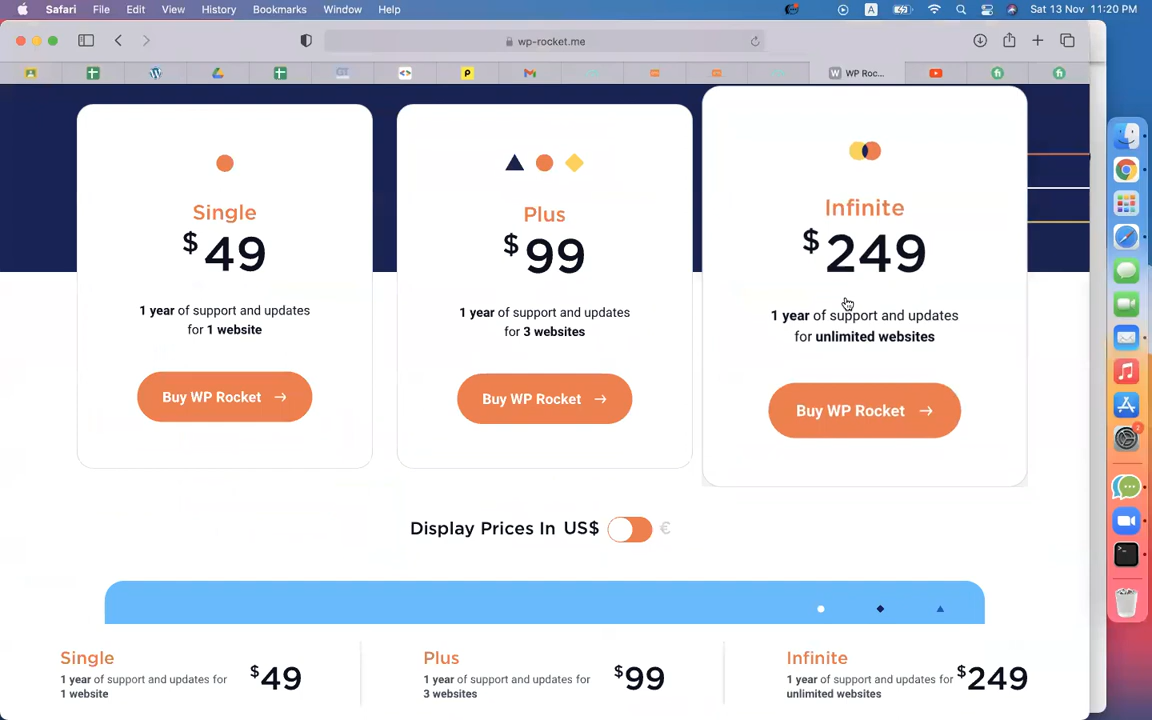 Safari File Edit View History Bookmarks Window Help
A
Sat 13 Nov 11:20 PM
wp-rocket.me
GT
P
W WP Roc...
Single
$49
1 year of support and updates
for 1 website
Buy WP Rocket →
Plus
$99
1 year of support and updates
for 3 websites
Buy WP Rocket →
Infinite
$249
1 year of support and updates
for unlimited websites
Buy WP Rocket →
Display Prices In US$ €
Single
1 year of support and updates for
1 website
$49
Plus
1 year of support and updates for
3 websites
$99
Infinite
1 year of support and updates for
unlimited websites
$249
2